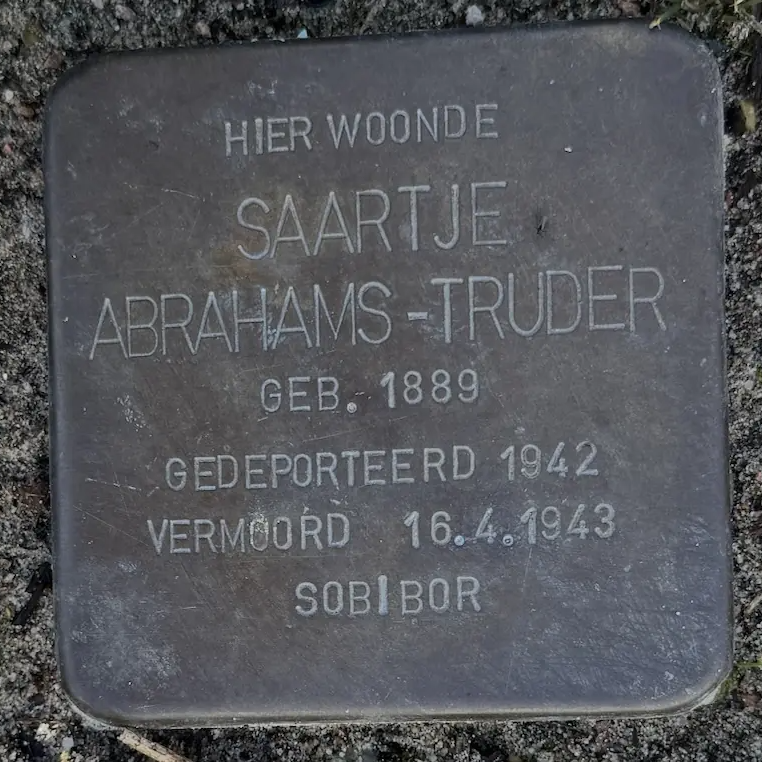 HIER WOONDE
SAARTJE
ABRAHAMS-TRUDER
GEB. 1889
GEDEPORTEERD 1942
VERMOORD 16.4.1943
SOBIBOR